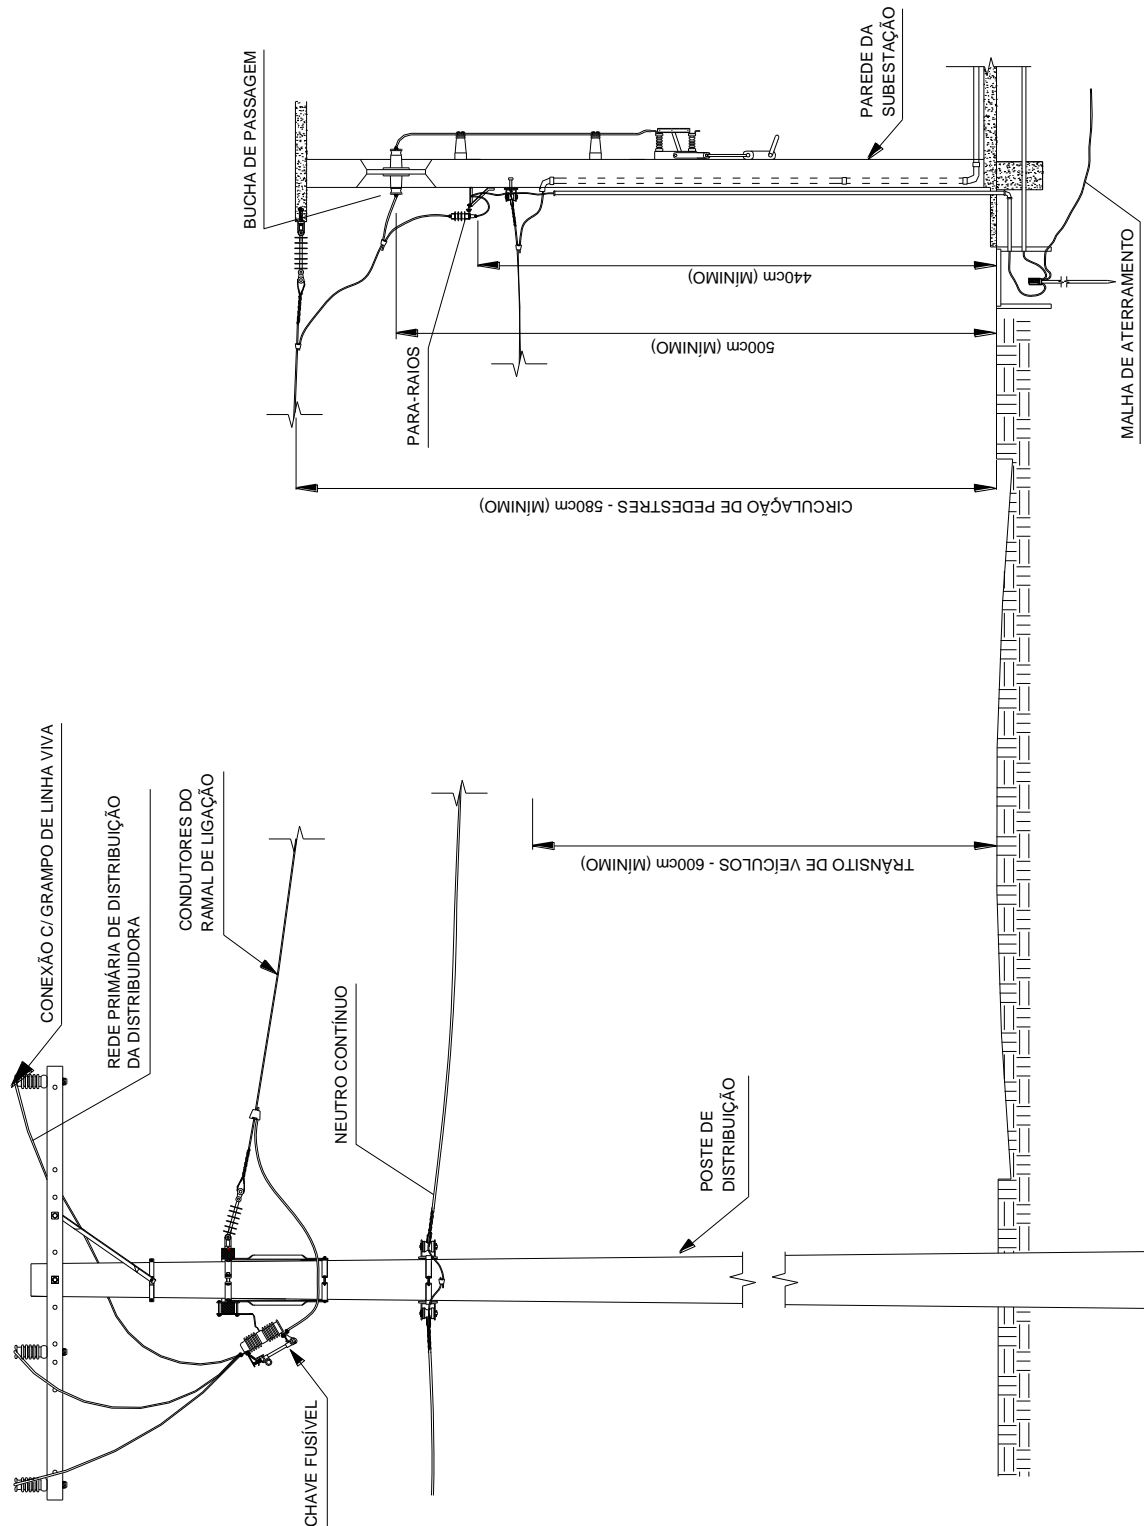 CONEXÃO C/ GRAMPO DE LINHA VIVA
REDE PRIMÁRIA DE DISTRIBUIÇÃO
DA DISTRIBUIDORA
CONDUTORES DO
RAMAL DE LIGAÇÃO
NEUTRO CONTÍNUO
CHAVE FUSÍVEL
POSTE DE
DISTRIBUIÇÃO
TRÂNSITO DE VEÍCULOS - 600cm (MÍNIMO)
CIRCULAÇÃO DE PEDESTRES - 580cm (MÍNIMO)
500cm (MÍNIMO)
440cm (MÍNIMO)
BUCHA DE PASSAGEM
PARA-RAIOS
PAREDE DA
SUBESTAÇÃO
MALHA DE ATERRAMENTO